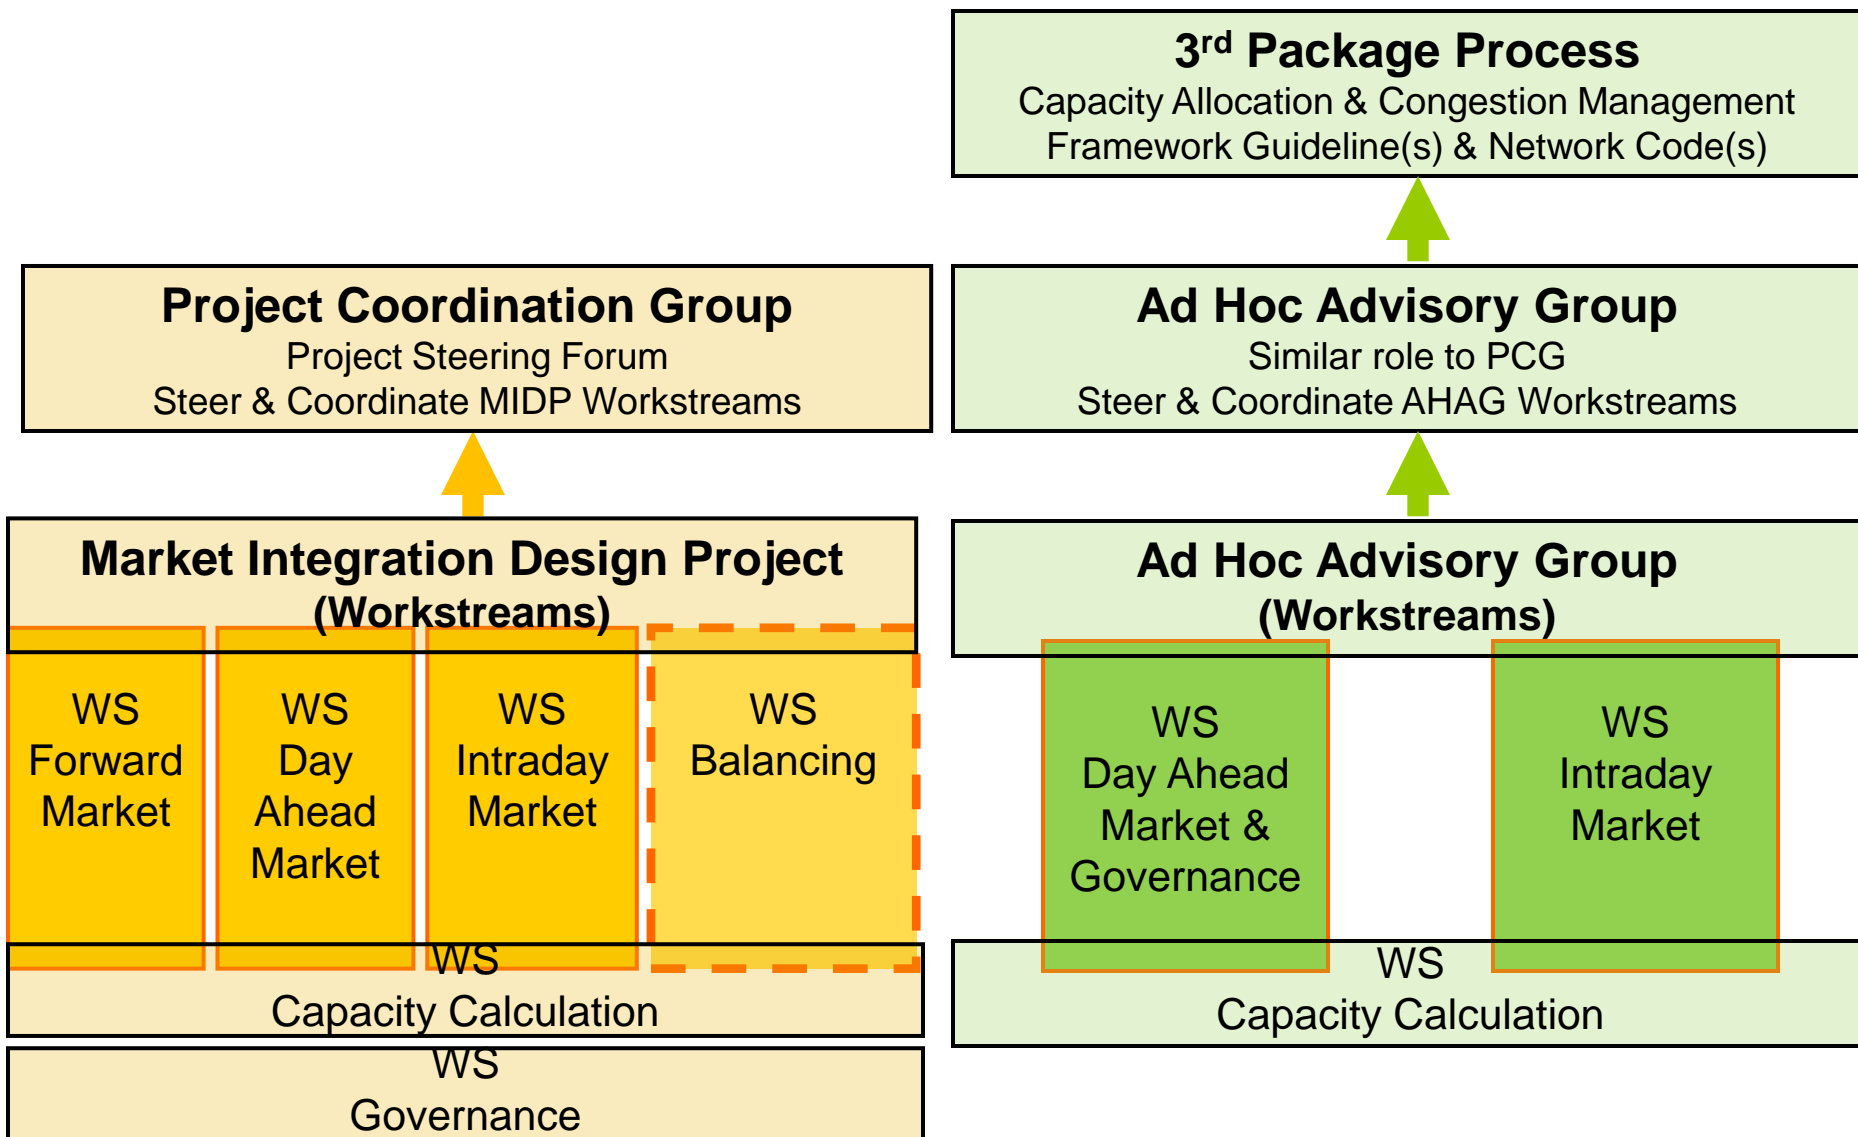 3rd Package Process
Capacity Allocation & Congestion Management
Framework Guideline(s) & Network Code(s)
Project Coordination Group
Project Steering Forum
Steer & Coordinate MIDP Workstreams
Ad Hoc Advisory Group
Similar role to PCG
Steer & Coordinate AHAG Workstreams
Market Integration Design Project
(Workstreams)
WS
Forward
Market
WS
Day
Ahead
Market
WS
Intraday
Market
WS
Balancing
WS
Capacity Calculation
WS
Governance
Ad Hoc Advisory Group
(Workstreams)
WS
Day Ahead
Market &
Governance
WS
Intraday
Market
WS
Capacity Calculation